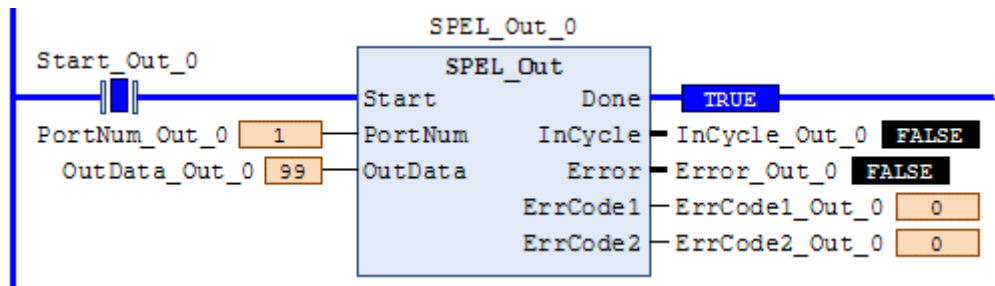 SPEL_Out_0
Start_Out_0
SPEL_Out
Start Done TRUE
PortNum_Out_0 1 PortNum InCycle InCycle_Out_0 FALSE
OutData_Out_0 99 OutData Error Error_Out_0 FALSE
ErrCode1 ErrCode1_Out_0 0
ErrCode2 ErrCode2_Out_0 0